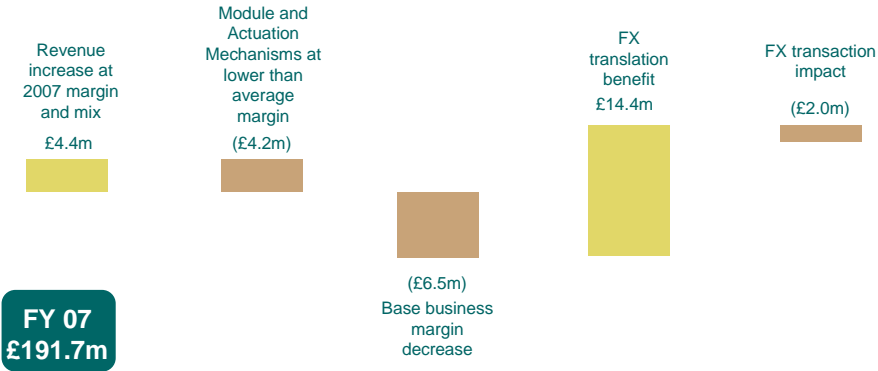 Revenue
increase at
2007 margin
and mix
£4.4m
Module and
Actuation
Mechanisms at
lower than
average
margin
(£4.2m)
(£6.5m)
Base business
margin
decrease
FX
translation
benefit
£14.4m
FX transaction
impact
(£2.0m)
FY 07
£191.7m